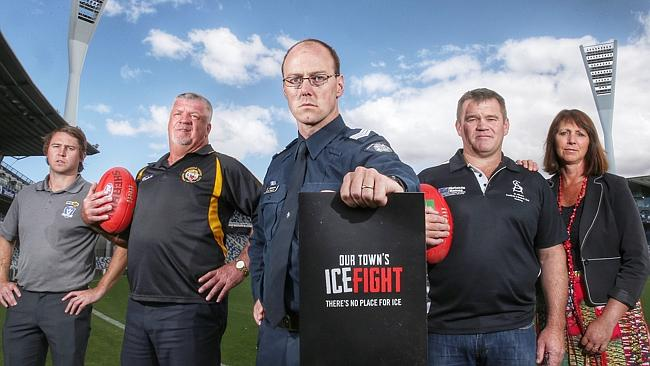 OUR TOWN'S
ICEFIGHT
THERE'S NO PLACE FOR ICE